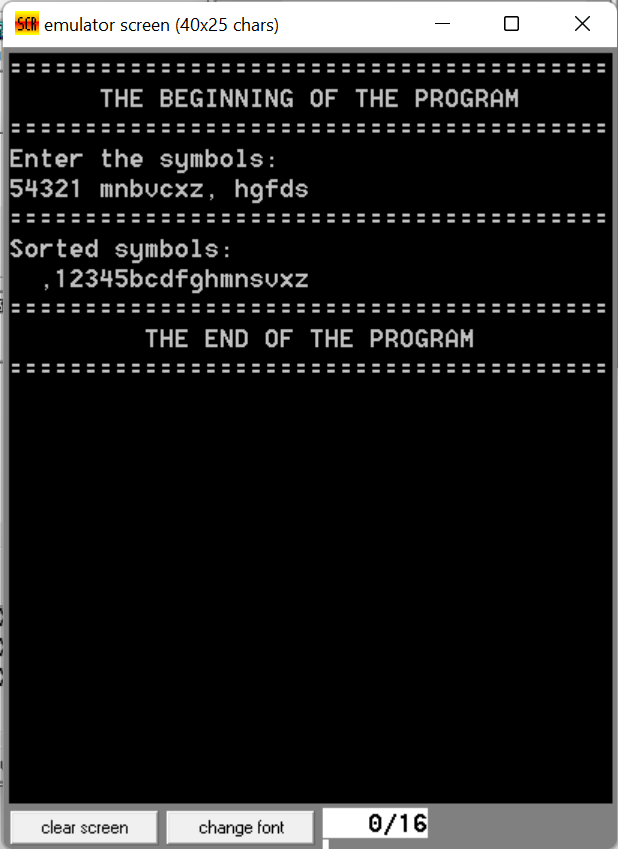 SCR emulator screen (40x25 chars)
========================================
THE BEGINNING OF THE PROGRAM
========================================
Enter the symbols:
54321 mnbvcxz, hgfds
========================================
Sorted symbols:
  ,12345bcdfghmnsvxz
========================================
THE END OF THE PROGRAM
========================================
clear screen
change font
0/16